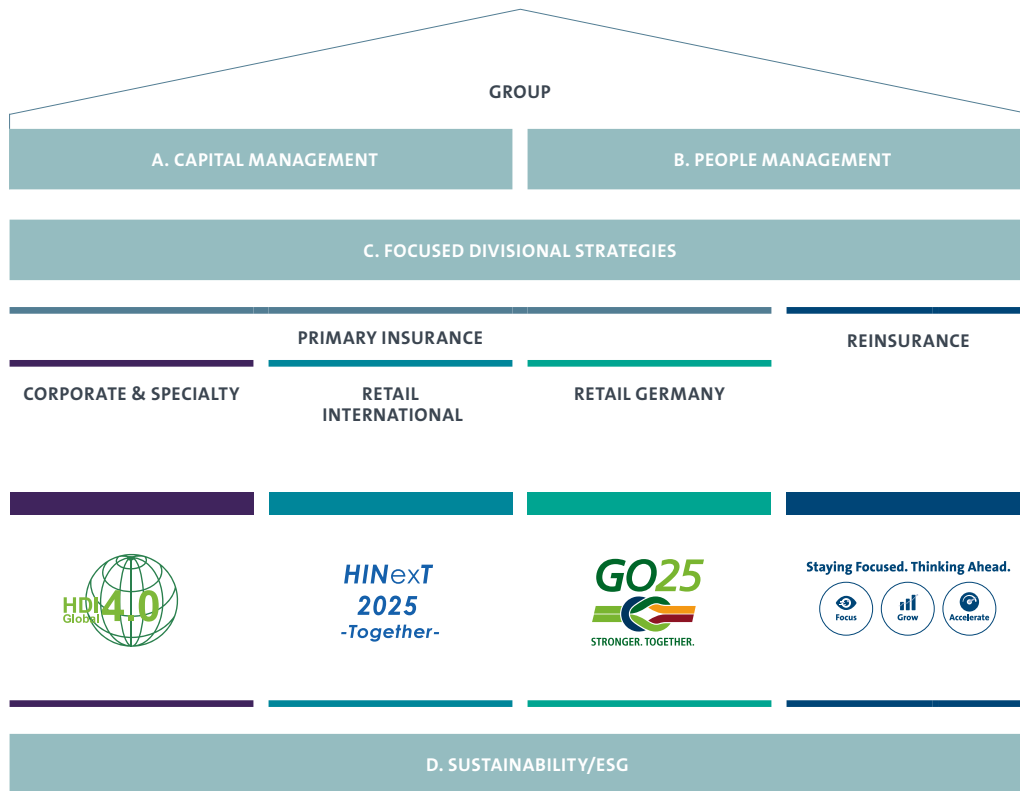 GROUP
A. CAPITAL MANAGEMENT
B. PEOPLE MANAGEMENT
C. FOCUSED DIVISIONAL STRATEGIES
PRIMARY INSURANCE
REINSURANCE
CORPORATE & SPECIALTY
RETAIL
INTERNATIONAL
RETAIL GERMANY
HDI
Global
4.0
HINexT
2025
-Together-
GO25
STRONGER. TOGETHER.
Staying Focused. Thinking Ahead.
Focus
Grow
Accelerate
D. SUSTAINABILITY/ESG